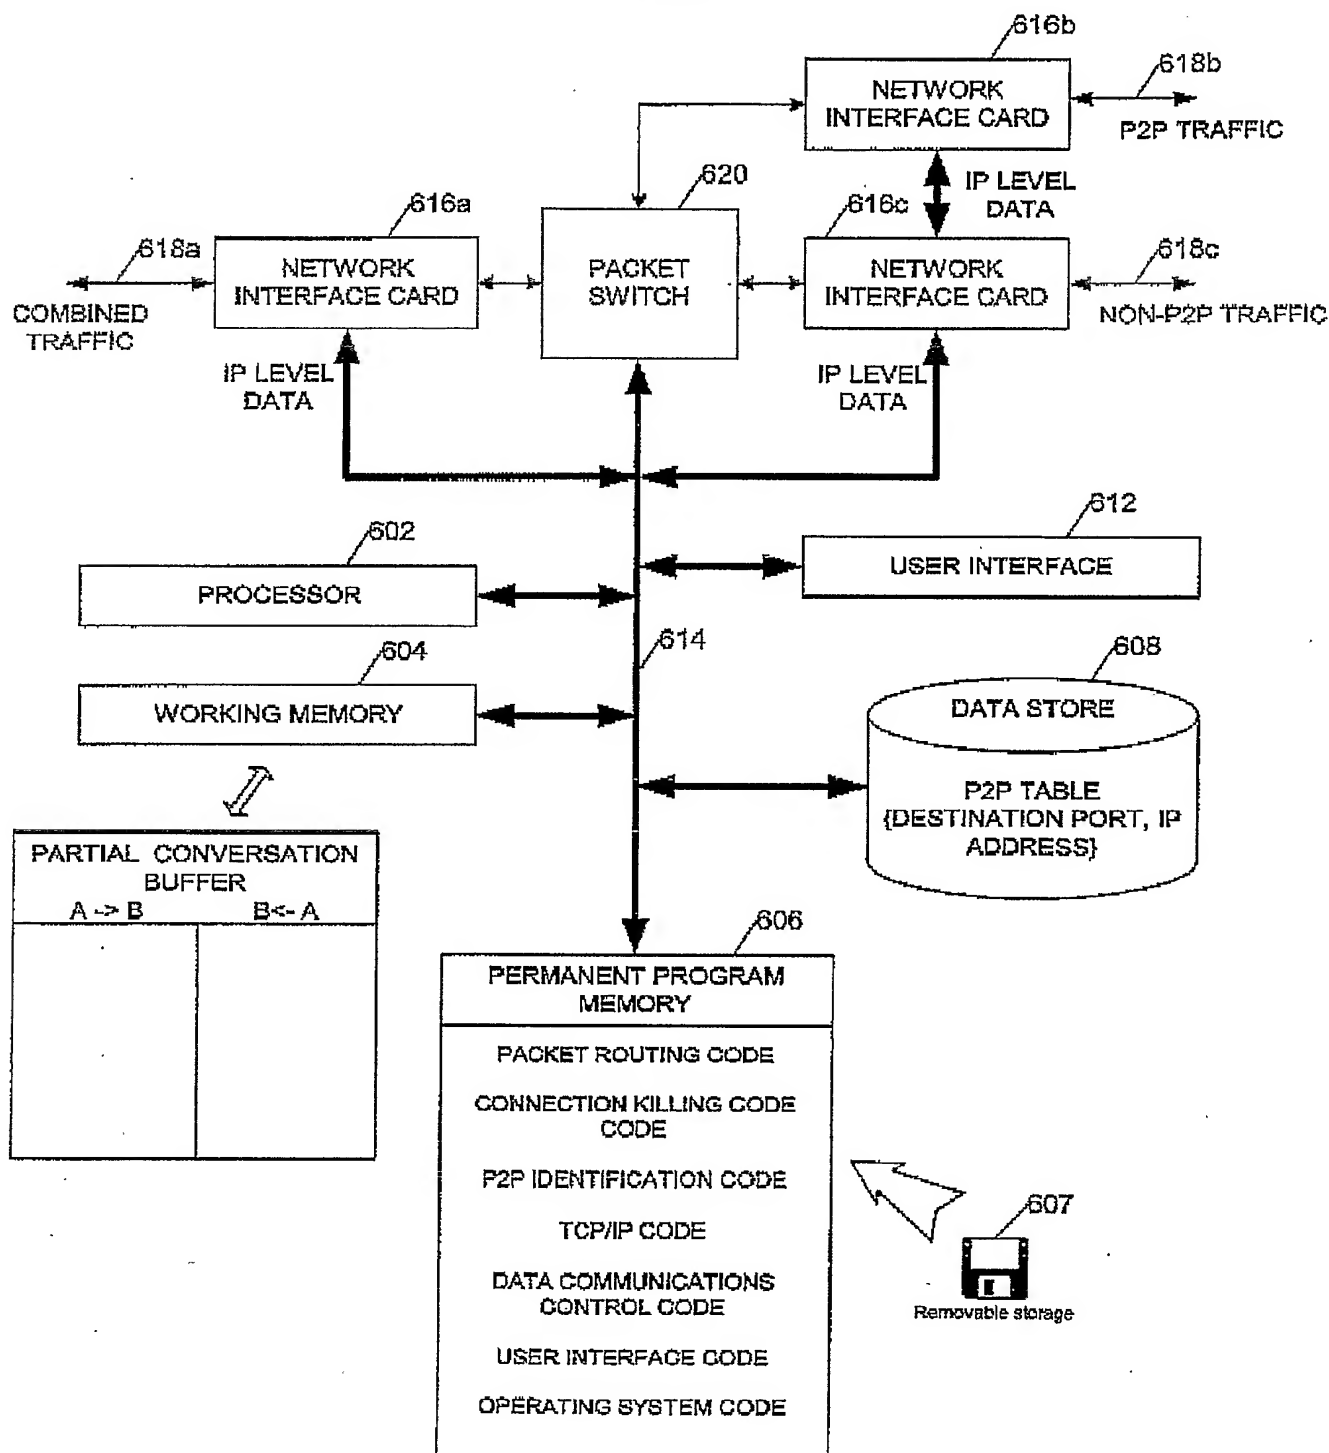 616b
618b
NETWORK
INTERFACE CARD
P2P TRAFFIC
620
IP LEVEL
DATA
616a
616c
618a
NETWORK
INTERFACE CARD
PACKET
SWITCH
NETWORK
INTERFACE CARD
618c
COMBINED
TRAFFIC
NON-P2P TRAFFIC
IP LEVEL
DATA
IP LEVEL
DATA
612
602
USER INTERFACE
PROCESSOR
614
604
608
WORKING MEMORY
DATA STORE
P2P TABLE
{DESTINATION PORT, IP
ADDRESS}
PARTIAL CONVERSATION
BUFFER
A -> B B<- A
606
PERMANENT PROGRAM
MEMORY
PACKET ROUTING CODE
CONNECTION KILLING CODE
CODE
P2P IDENTIFICATION CODE
TCP/IP CODE
DATA COMMUNICATIONS
CONTROL CODE
USER INTERFACE CODE
OPERATING SYSTEM CODE
607
Removable storage